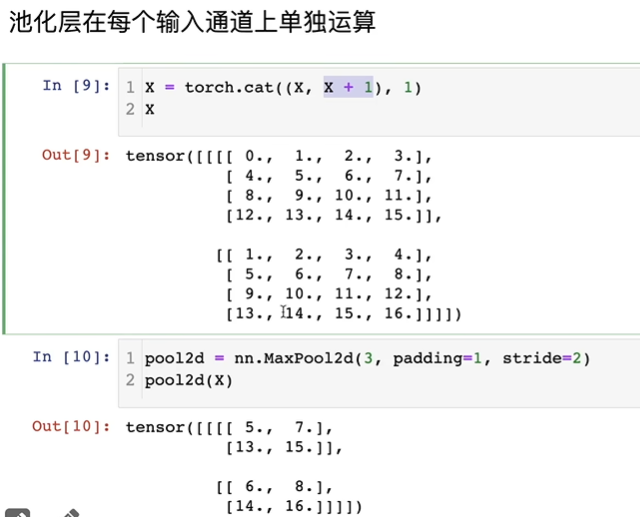 池化层在每个输入通道上单独运算
In [9]: 1 X = torch.cat((X, X + 1), 1)
2 X
Out[9]: tensor([[[[ 0., 1., 2., 3.],
[ 4., 5., 6., 7.],
[ 8., 9., 10., 11.],
[12., 13., 14., 15.]],
[[ 1., 2., 3., 4.],
[ 5., 6., 7., 8.],
[ 9., 10., 11., 12.],
[13., 14., 15., 16.]]]])
In [10]: 1 pool2d = nn.MaxPool2d(3, padding=1, stride=2)
2 pool2d(X)
Out[10]: tensor([[[[ 5., 7.],
[13., 15.]],
[[ 6., 8.],
[14., 16.]]]])